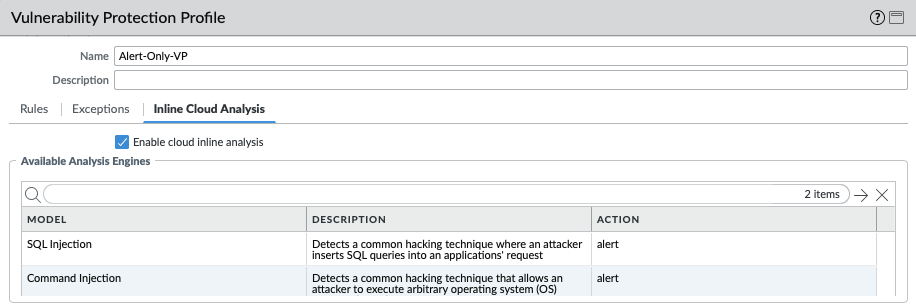 Vulnerability Protection Profile
Name Alert-Only-VP
Description
Rules Exceptions Inline Cloud Analysis
Enable cloud inline analysis
Available Analysis Engines
2 items
MODEL DESCRIPTION ACTION
SQL Injection Detects a common hacking technique where an attacker alert
inserts SQL queries into an applications' request
Command Injection Detects a common hacking technique that allows an alert
attacker to execute arbitrary operating system (OS)